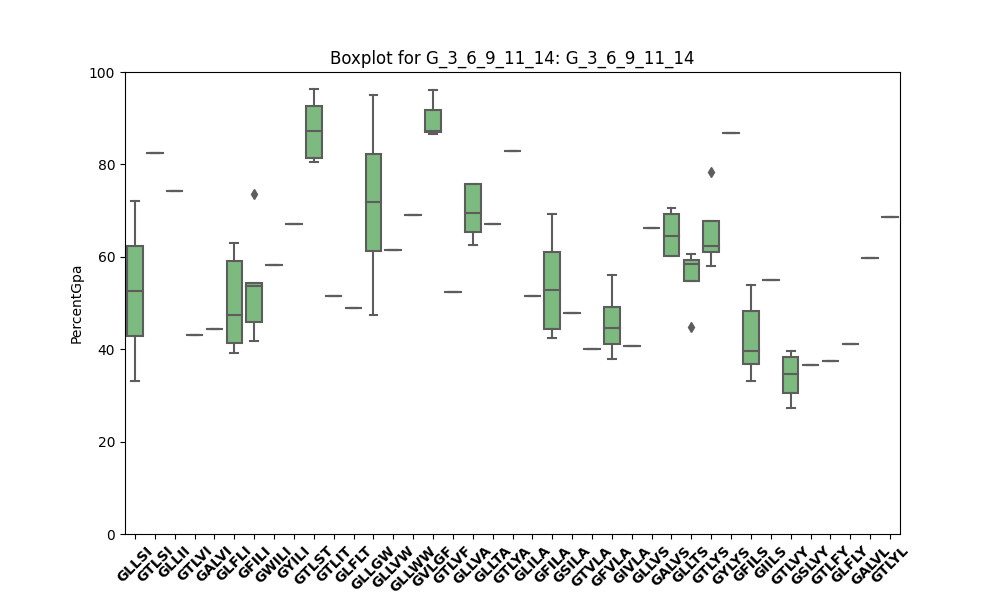 Boxplot for G_3_6_9_11_14: G_3_6_9_11_14
PercentGpa
100
80
60
40
20
0
GLLSI
GTLSI
GLLII
GTLVI
GALVI
GLFLI
GFILI
GWILI
GYILI
GTLST
GTLIT
GLFLT
GLLGW
GLLVW
GLLWW
GVLGF
GTLVF
GLLVA
GLLTA
GTLYA
GLILA
GFILA
GSILA
GTVLA
GFVLA
GIVLA
GLLVS
GALVS
GLLTS
GTLYS
GYLYS
GFILS
GIILS
GTLVY
GSLVY
GTLFY
GLFLY
GALVL
GTLYL